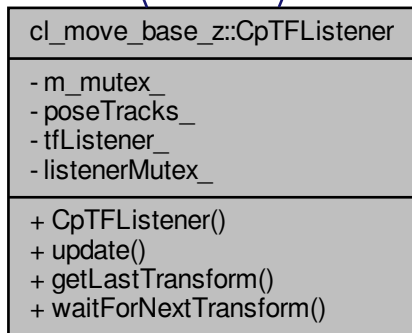 cl_move_base_z::CpTFListener
- m_mutex_
- poseTracks_
- tfListener_
- listenerMutex_
+ CpTFListener()
+ update()
+ getLastTransform()
+ waitForNextTransform()